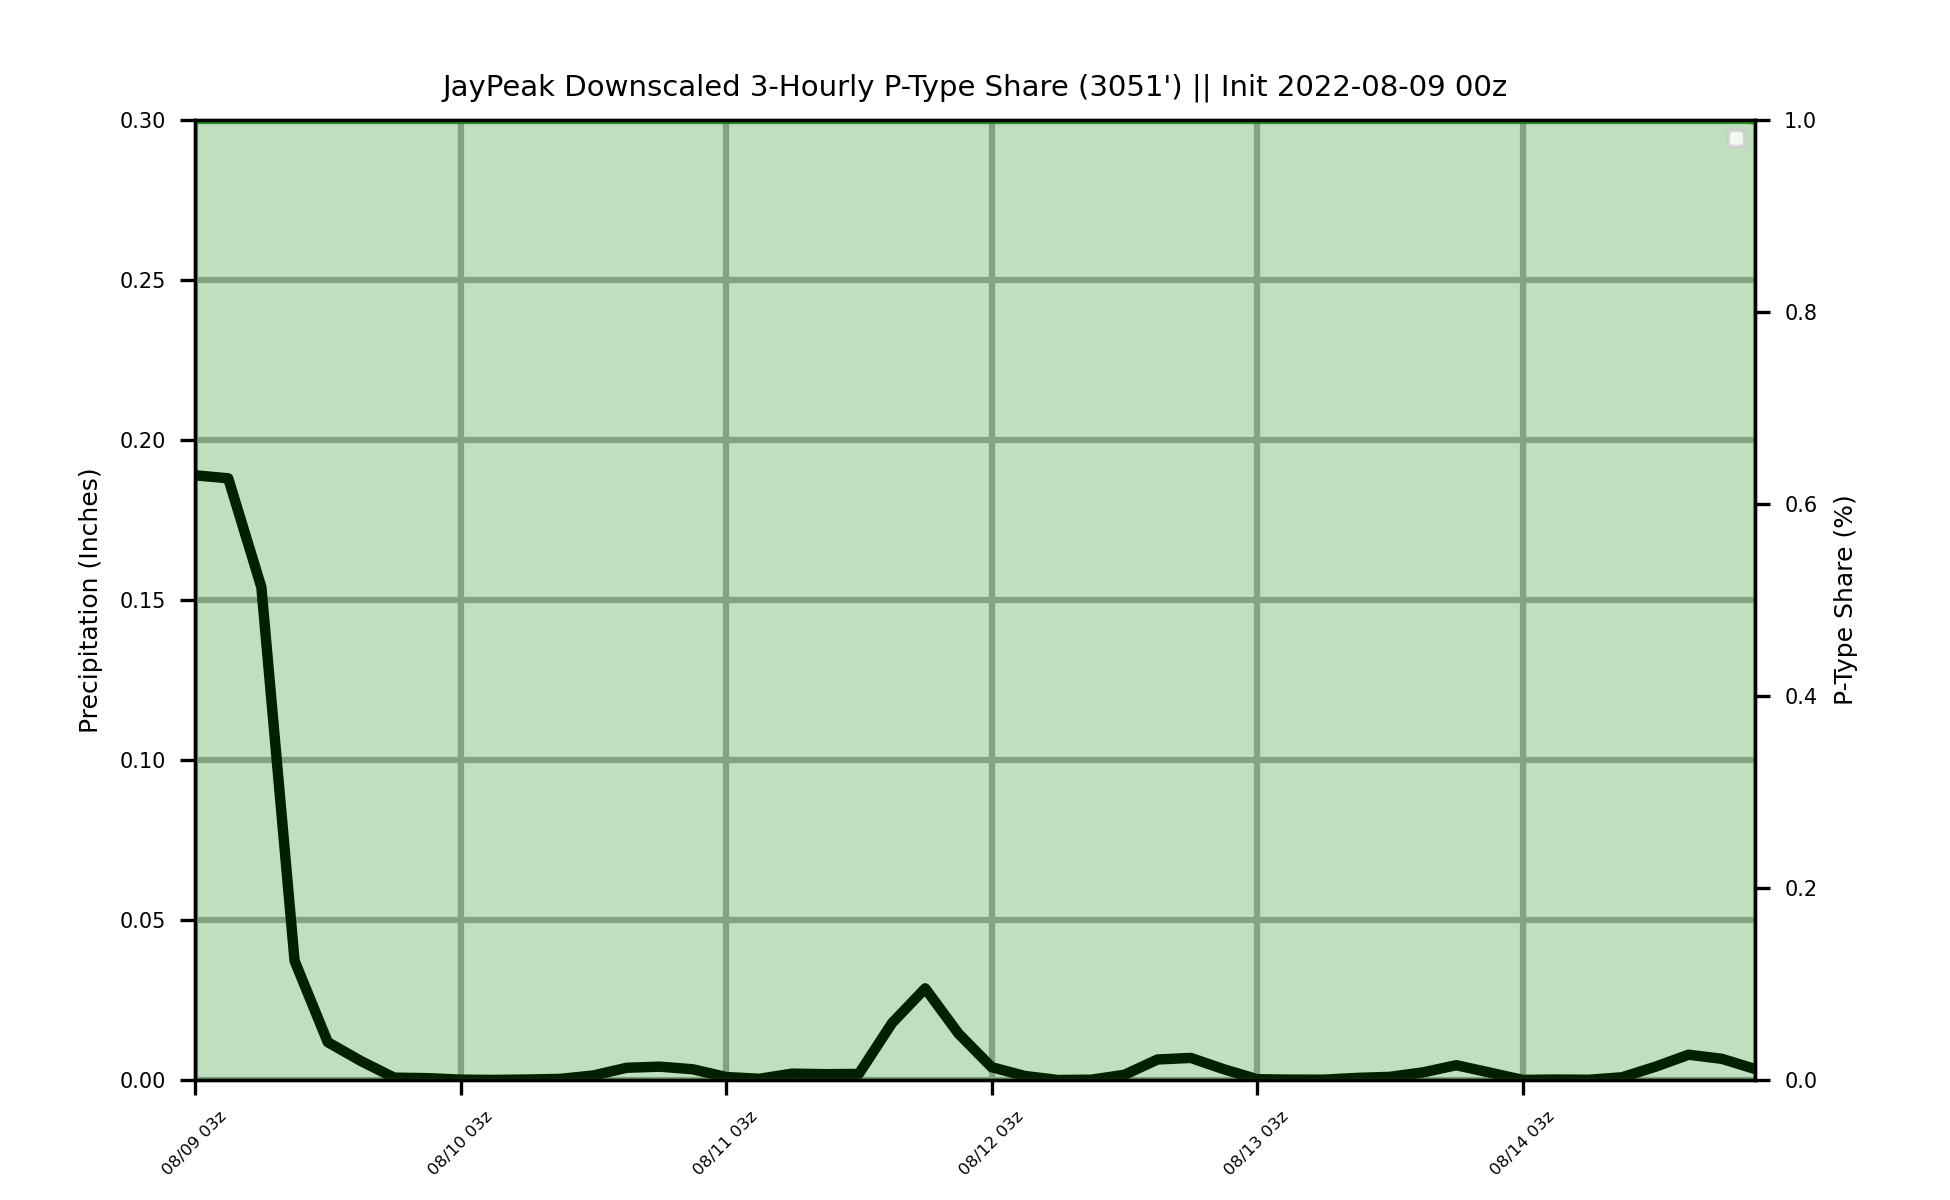 JayPeak Downscaled 3-Hourly P-Type Share (3051') || Init 2022-08-09 00z
Precipitation (Inches)
0.30
0.25
0.20
0.15
0.10
0.05
0.00
1.0
0.8
0.6
0.4
0.2
0.0
P-Type Share (%)
08/09 03z
08/10 03z
08/11 03z
08/12 03z
08/13 03z
08/14 03z